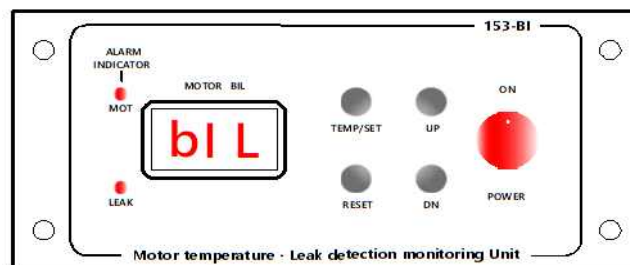 153-BI
ALARM
INDICATOR
MOTOR BIL
ON
MOT
bI L
TEMP/SET
UP
LEAK
RESET
DN
POWER
Motor temperature · Leak detection monitoring Unit